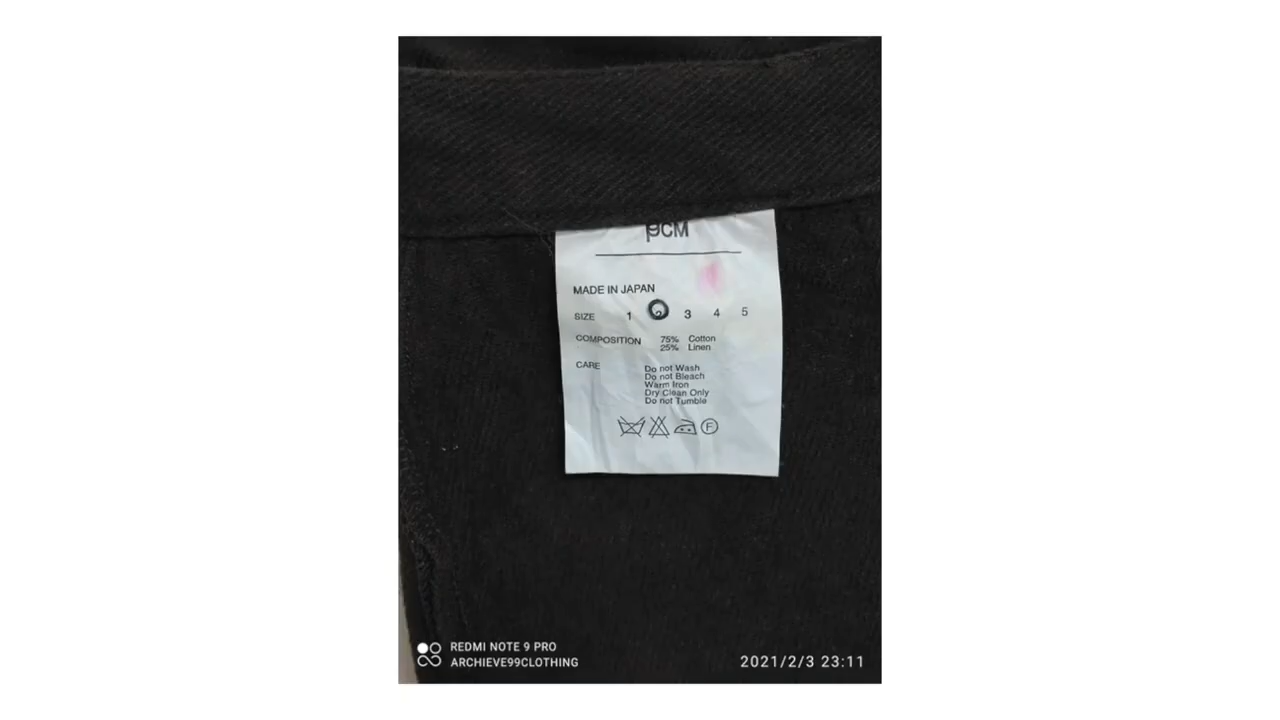 PCM
MADE IN JAPAN
SIZE 1 2 3 4 5
COMPOSITION 75% Cotton
25% Linen
CARE Do not Wash
Do not Bleach
Warm Iron
Dry Clean Only
Do not Tumble
F
REDMI NOTE 9 PRO
ARCHIEVE99CLOTHING
2021/2/3 23:11